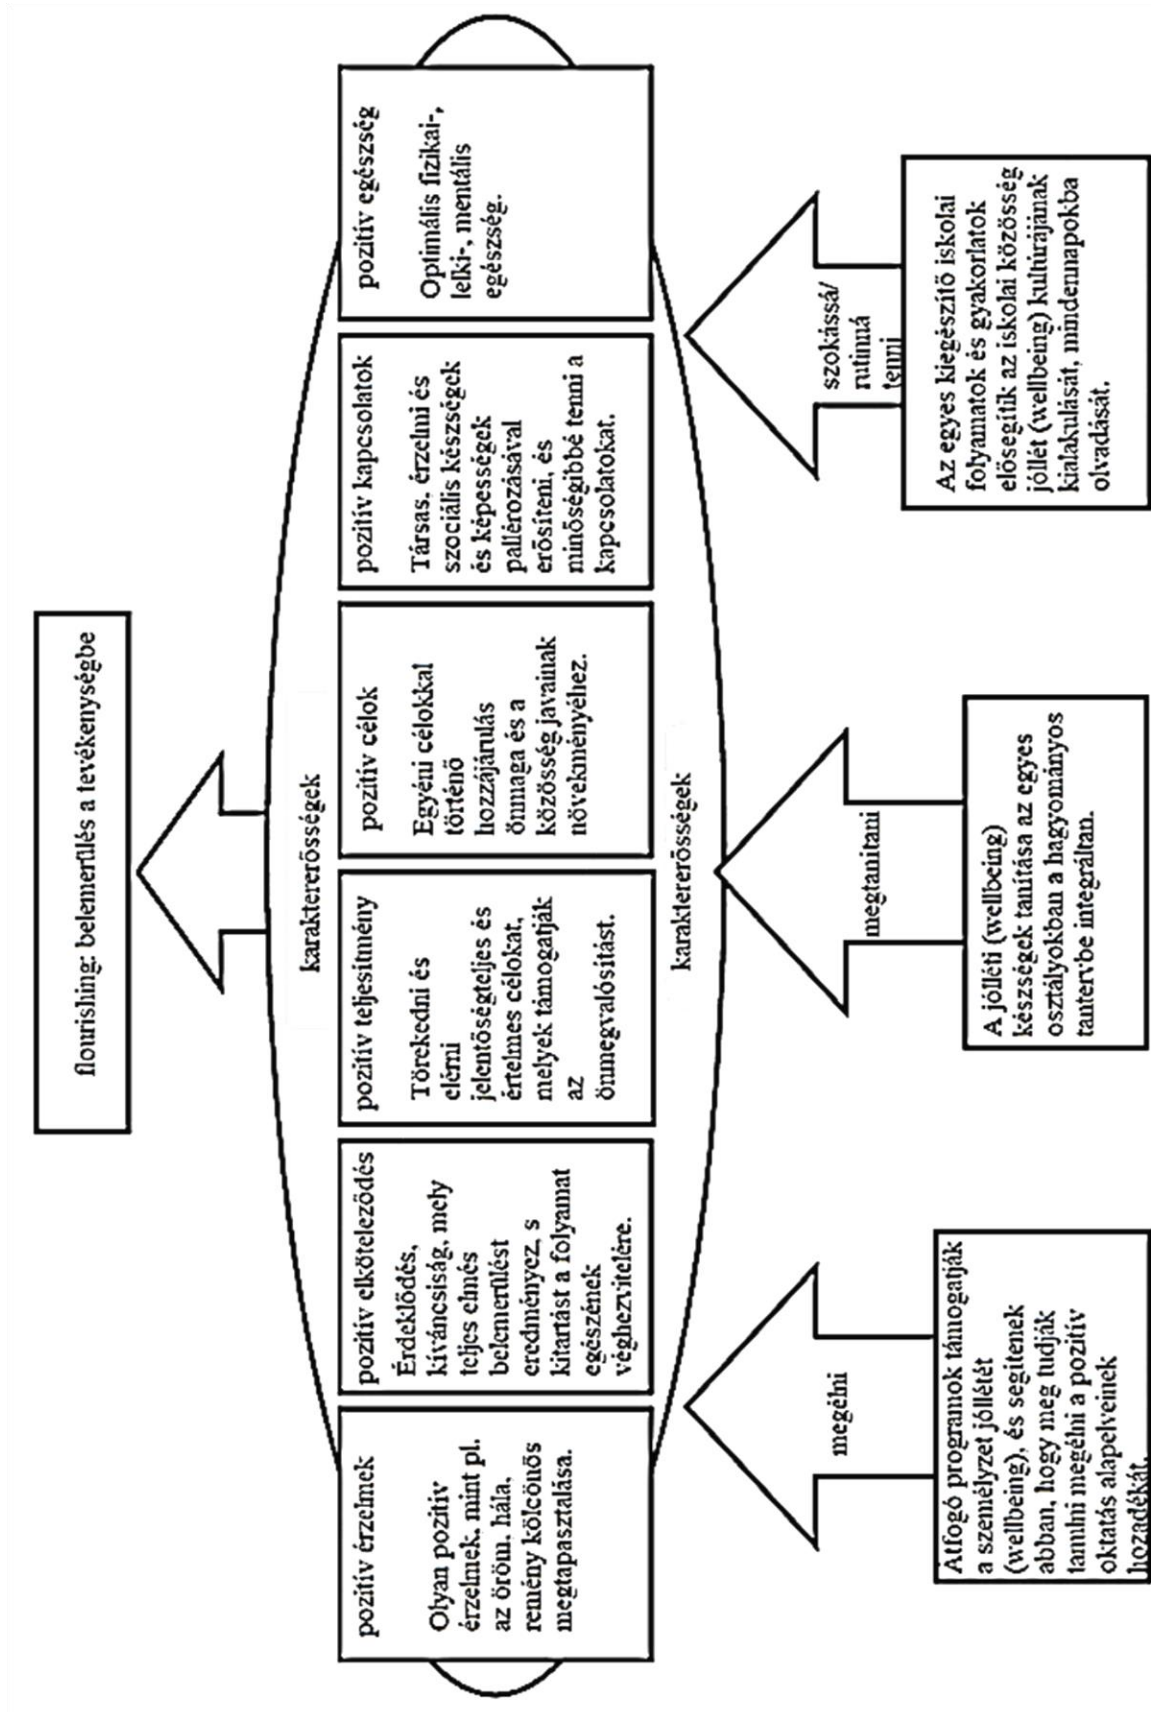 flourishing: belemerülés a tevékenységbe
karaktererősségek
pozitív érzelmek
Olyan pozitív
érzelmek, mint pl.
az öröm, hála,
remény kölcönös
megtapasztalása.
pozitív elköteleződés
Érdeklődés,
kíváncsiság, mely
teljes elmés
belemerülést
eredményez, s
kitartást a folyamat
egészének
véghezvitelére.
pozitív teljesítmény
Törekedni és
elérni
jelentőségteljes és
értelmes célokat,
melyek támogatják
az
önmegvalósítást.
pozitív célok
Egyéni célokkal
történő
hozzájárulás
önmaga és a
közösség javainak
növekményéhez.
pozitív kapcsolatok
Társas, érzelmi és
szociális készségek
és képességek
pallérozásával
erősíteni, és
minőségibbé tenni a
kapcsolatokat.
pozitív egészség
Optimális fizikai-,
lelki-, mentális
egészség.
karaktererősségek
megélni
Átfogó programok támogatják
a személyzet jóllétét
(wellbeing), és segítenek
abban, hogy meg tudják
tanulni megélni a pozitív
oktatás alapelveinek
hozadékát.
megtanítani
A jólléti (wellbeing)
készségek tanítása az egyes
osztályokban a hagyományos
tantervbe integráltan.
szokássá/
rutinná
tenni
Az egyes kiegészítő iskolai
folyamatok és gyakorlatok
elősegítik az iskolai közösség
jóllét (wellbeing) kultúrájának
kialakulását, mindennapokba
olvadását.